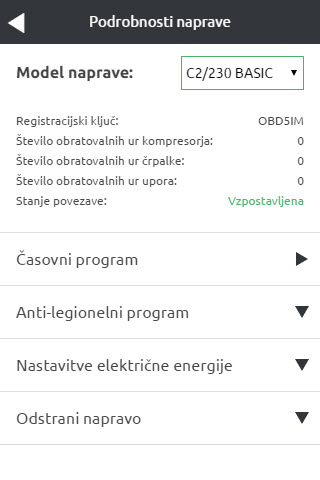 Podrobnosti naprave
Model naprave: C2/230 BASIC
Registracijski ključ: OBD5IM
Število obratovalnih ur kompresorja: 0
Število obratovalnih ur črpalke: 0
Število obratovalnih ur upora: 0
Stanje povezave: Vzpostavljena
Časovni program
Anti-legionelni program
Nastavitve električne energije
Odstrani napravo